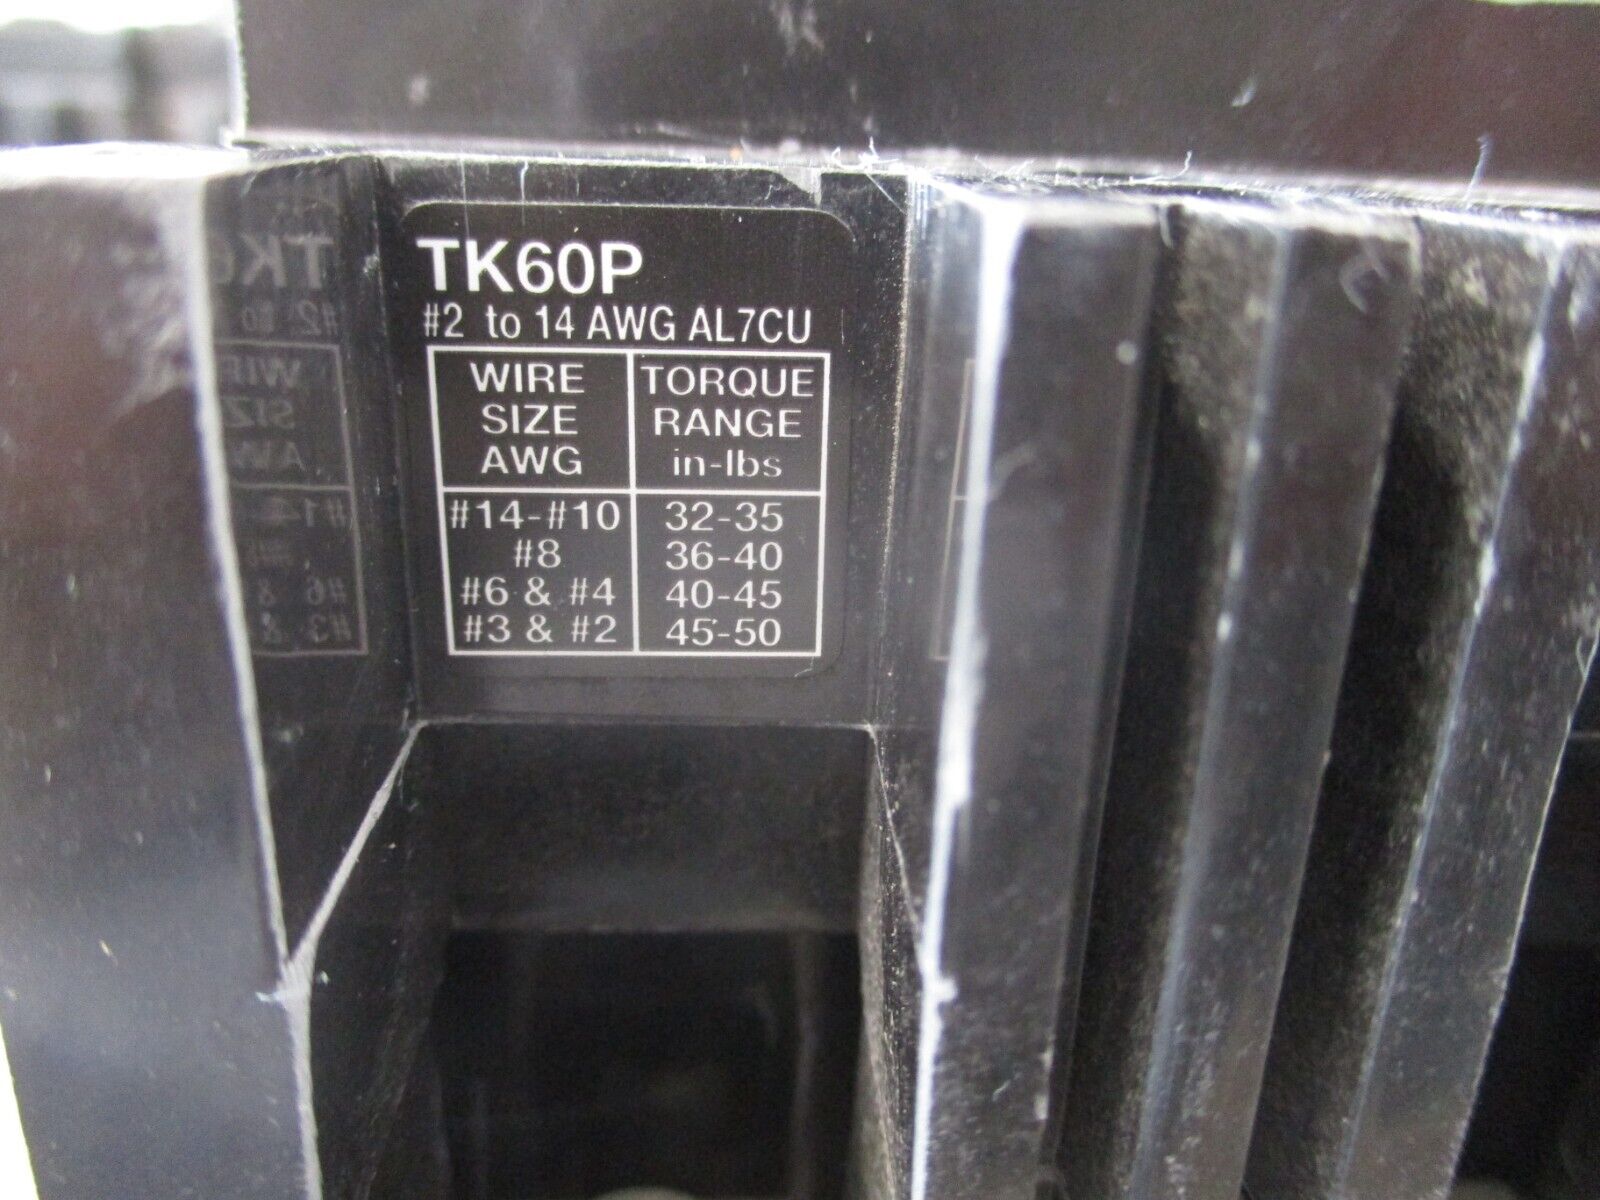 TK60P
#2 to 14 AWG AL7CU
WIRE SIZE AWG TORQUE RANGE in-lbs
#14-#10 32-35
#8 36-40
#6 & #4 40-45
#3 & #2 45-50